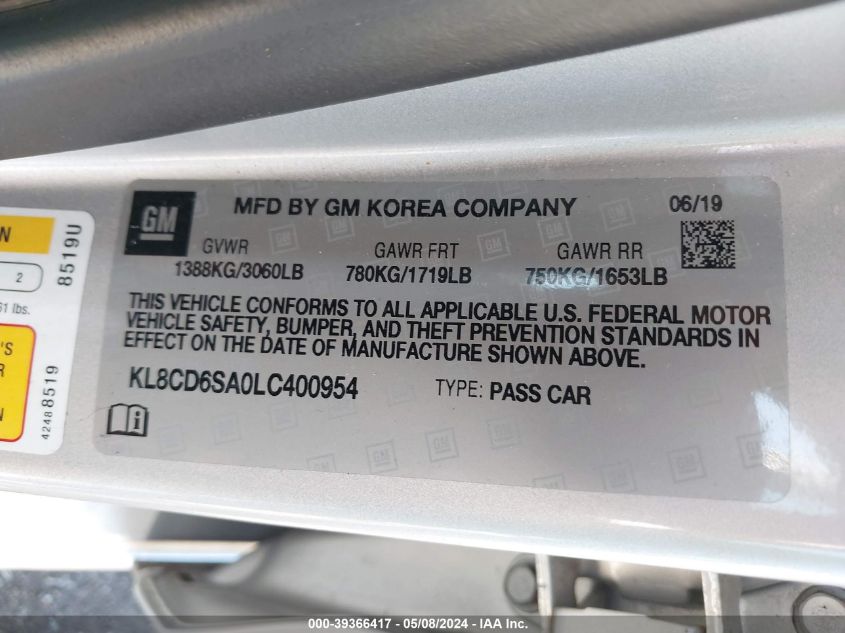 GM
MFD BY GM KOREA COMPANY
06/19
GVWR
GAWR FRT
GAWR RR
1388KG/3060LB
780KG/1719LB
750KG/1653LB
THIS VEHICLE CONFORMS TO ALL APPLICABLE U.S. FEDERAL MOTOR
VEHICLE SAFETY, BUMPER, AND THEFT PREVENTION STANDARDS IN
EFFECT ON THE DATE OF MANUFACTURE SHOWN ABOVE.
KL8CD6SA0LC400954
TYPE: PASS CAR
N
2
61 lbs.
'S
R
N
8519U
42488519
000-39366417 - 05/08/2024 - IAA Inc.